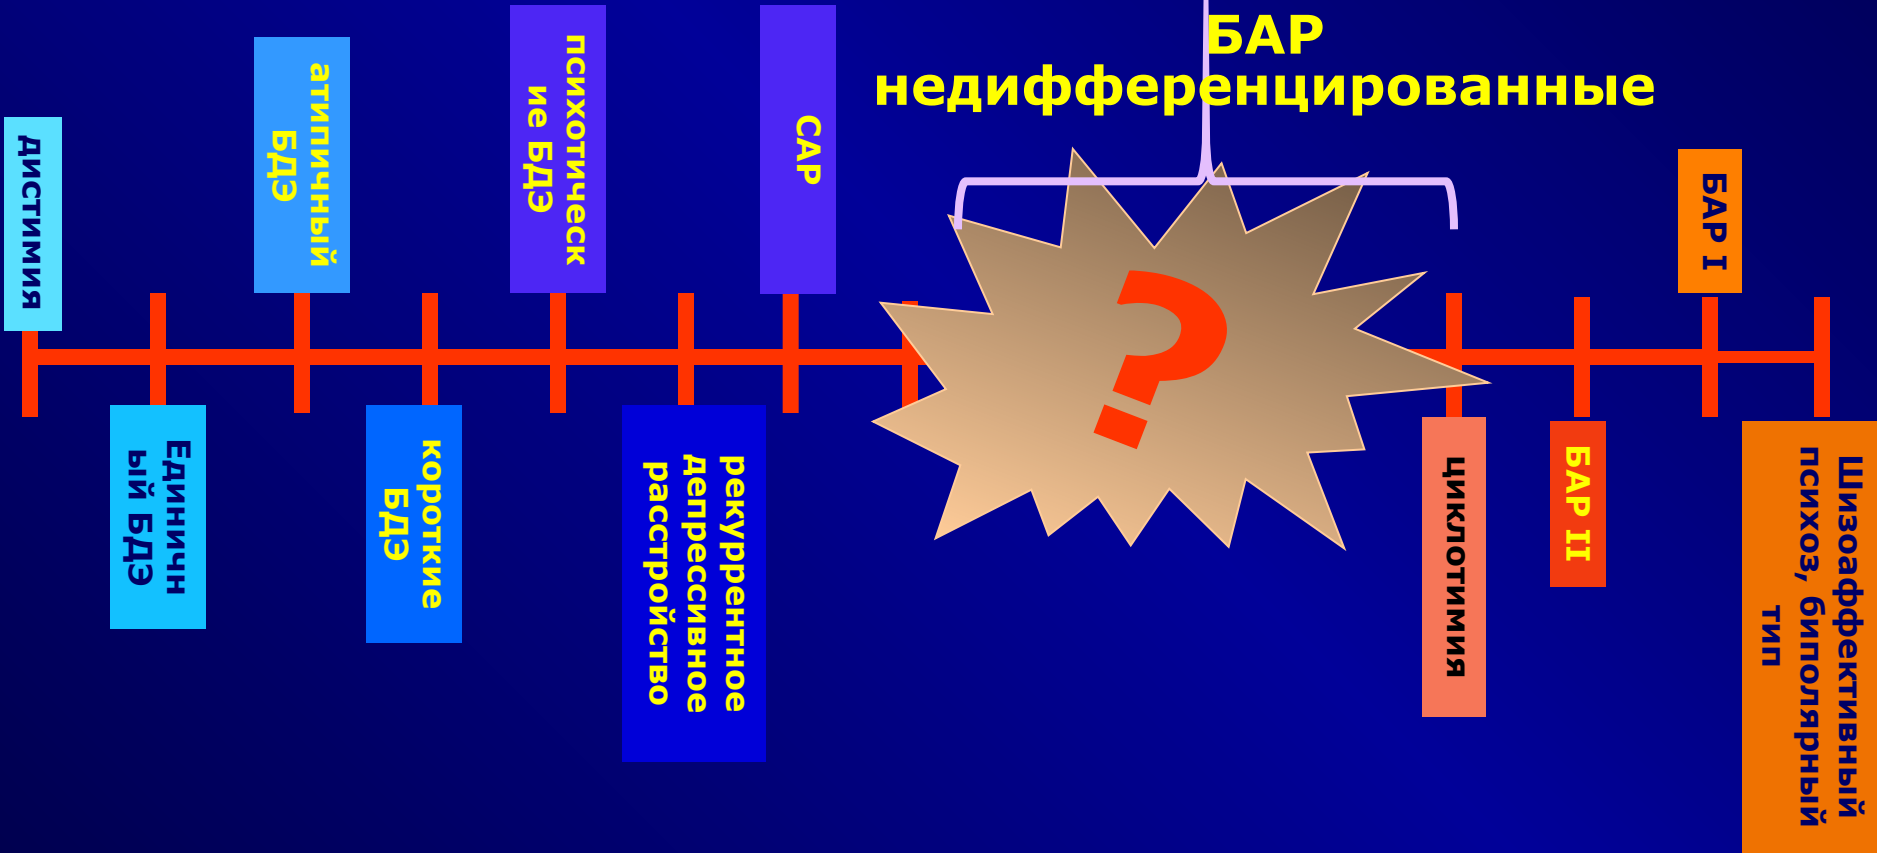 БАР
недифференцированные
дистимия
Единичн
ый БДЭ
атипичный
БДЭ
короткие
БДЭ
психотическ
ие БДЭ
рекуррентное
депрессивное
расстройство
САР
?
циклотимия
БАР II
БАР I
Шизоаффективный
психоз, биполярный
тип